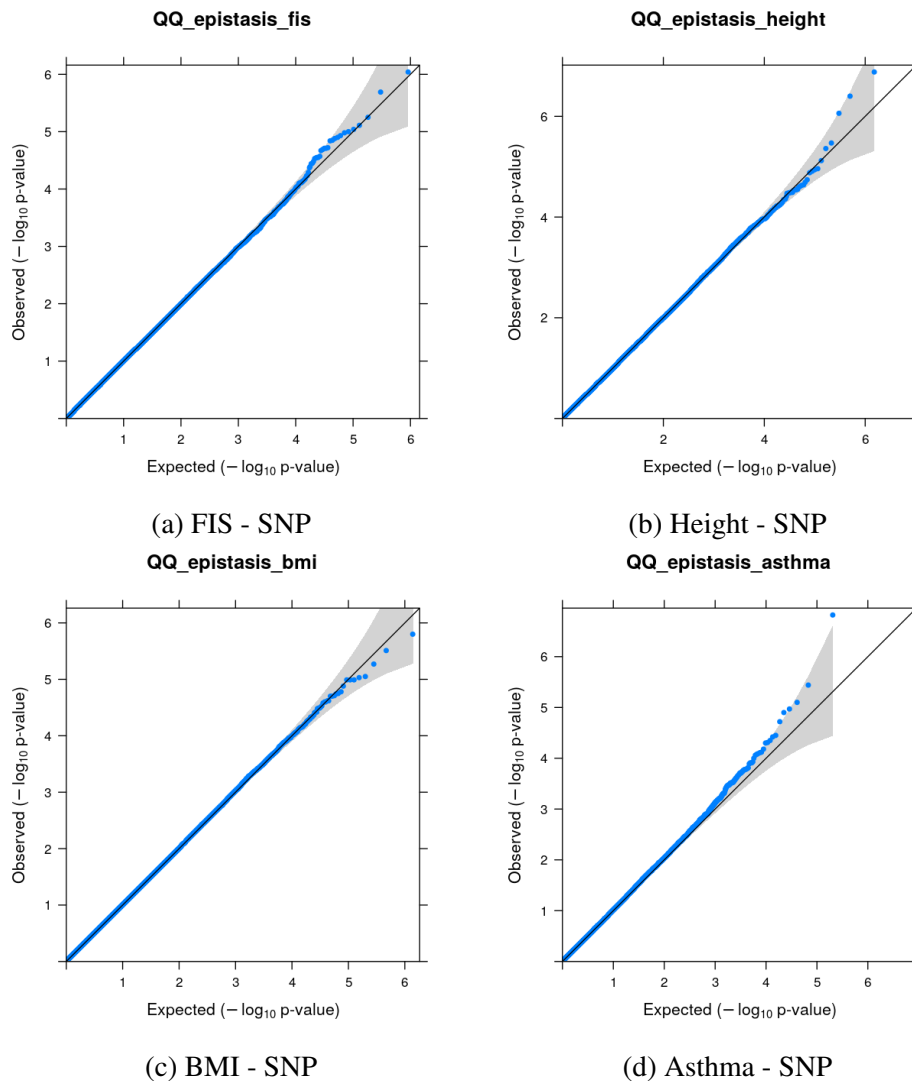 QQ_epistasis_fis
6
5
4
3
2
1
Observed (− log10 p-value)
1 2 3 4 5 6
Expected (− log10 p-value)
(a) FIS - SNP
QQ_epistasis_height
6
4
2
Observed (− log10 p-value)
2 4 6
Expected (− log10 p-value)
(b) Height - SNP
QQ_epistasis_bmi
6
5
4
3
2
1
Observed (− log10 p-value)
1 2 3 4 5 6
Expected (− log10 p-value)
(c) BMI - SNP
QQ_epistasis_asthma
6
5
4
3
2
1
Observed (− log10 p-value)
1 2 3 4 5 6
Expected (− log10 p-value)
(d) Asthma - SNP